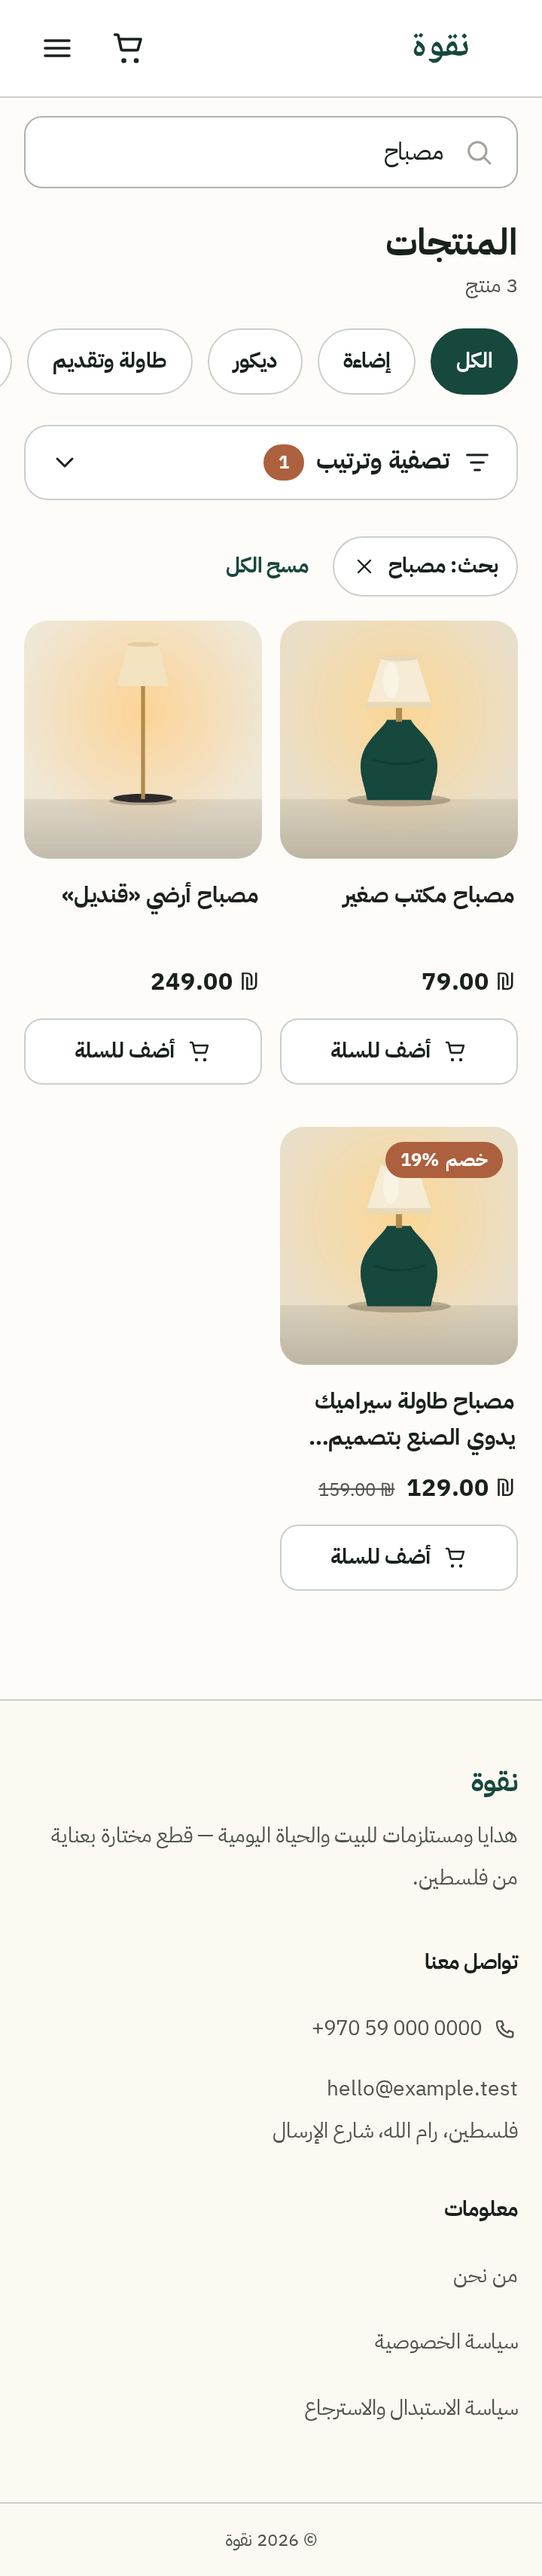 نقوة
مصباح
المنتجات
3 منتج
الكل
إضاءة
ديكور
طاولة وتقديم
تصفية وترتيب 1
بحث: مصباح
مسح الكل
مصباح مكتب صغير
₪ 79.00
أضف للسلة
مصباح أرضي «قنديل»
₪ 249.00
أضف للسلة
خصم 19%
مصباح طاولة سيراميك
يدوي الصنع بتصميم...
₪ 129.00 ₪ 159.00
أضف للسلة
نقوة
هدايا ومستلزمات للبيت والحياة اليومية — قطع مختارة بعناية
من فلسطين.
تواصل معنا
+970 59 000 0000
hello@example.test
فلسطين، رام الله، شارع الإرسال
معلومات
من نحن
سياسة الخصوصية
سياسة الاستبدال والاسترجاع
© 2026 نقوة